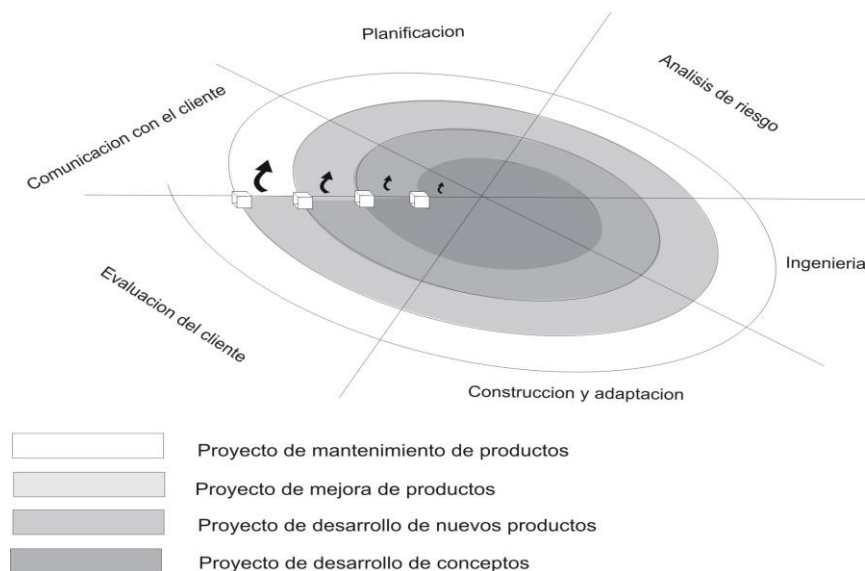 Planificacion
Analisis de riesgo
Comunicacion con el cliente
Ingenieria
Evaluacion del cliente
Construccion y adaptacion
Proyecto de mantenimiento de productos
Proyecto de mejora de productos
Proyecto de desarrollo de nuevos productos
Proyecto de desarrollo de conceptos